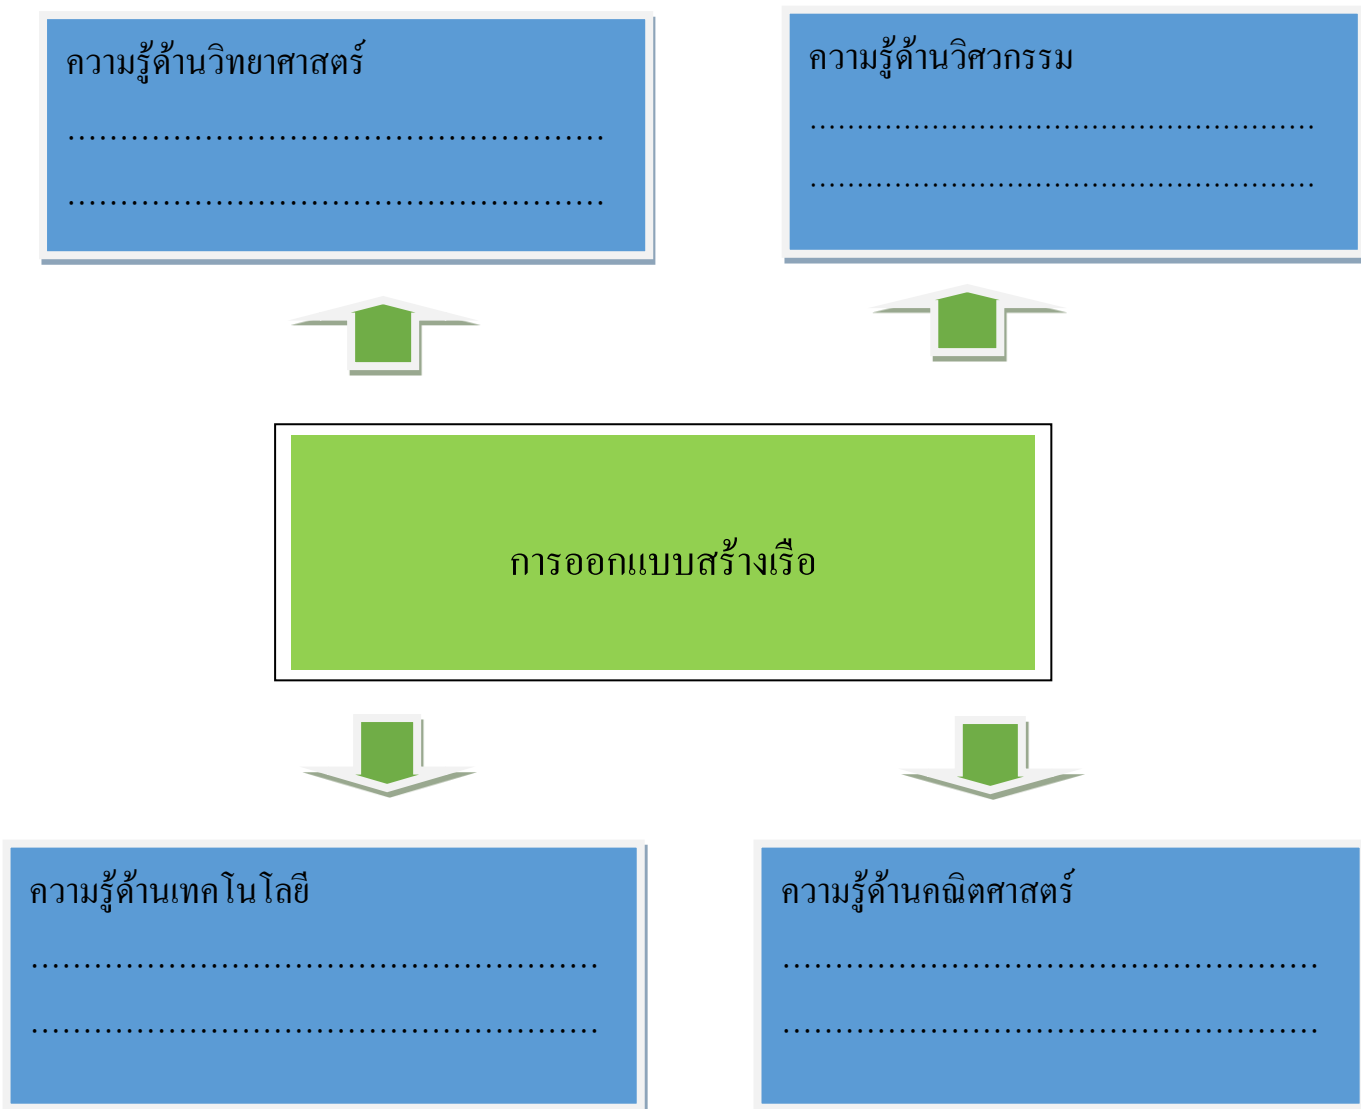 ความรู้ด้านวิทยาศาสตร์
...................................................
...................................................
ความรู้ด้านวิศวกรรม
......................................................
......................................................
การออกแบบสร้างเรือ
ความรู้ด้านเทคโนโลยี
......................................................
......................................................
ความรู้ด้านคณิตศาสตร์
...................................................
...................................................